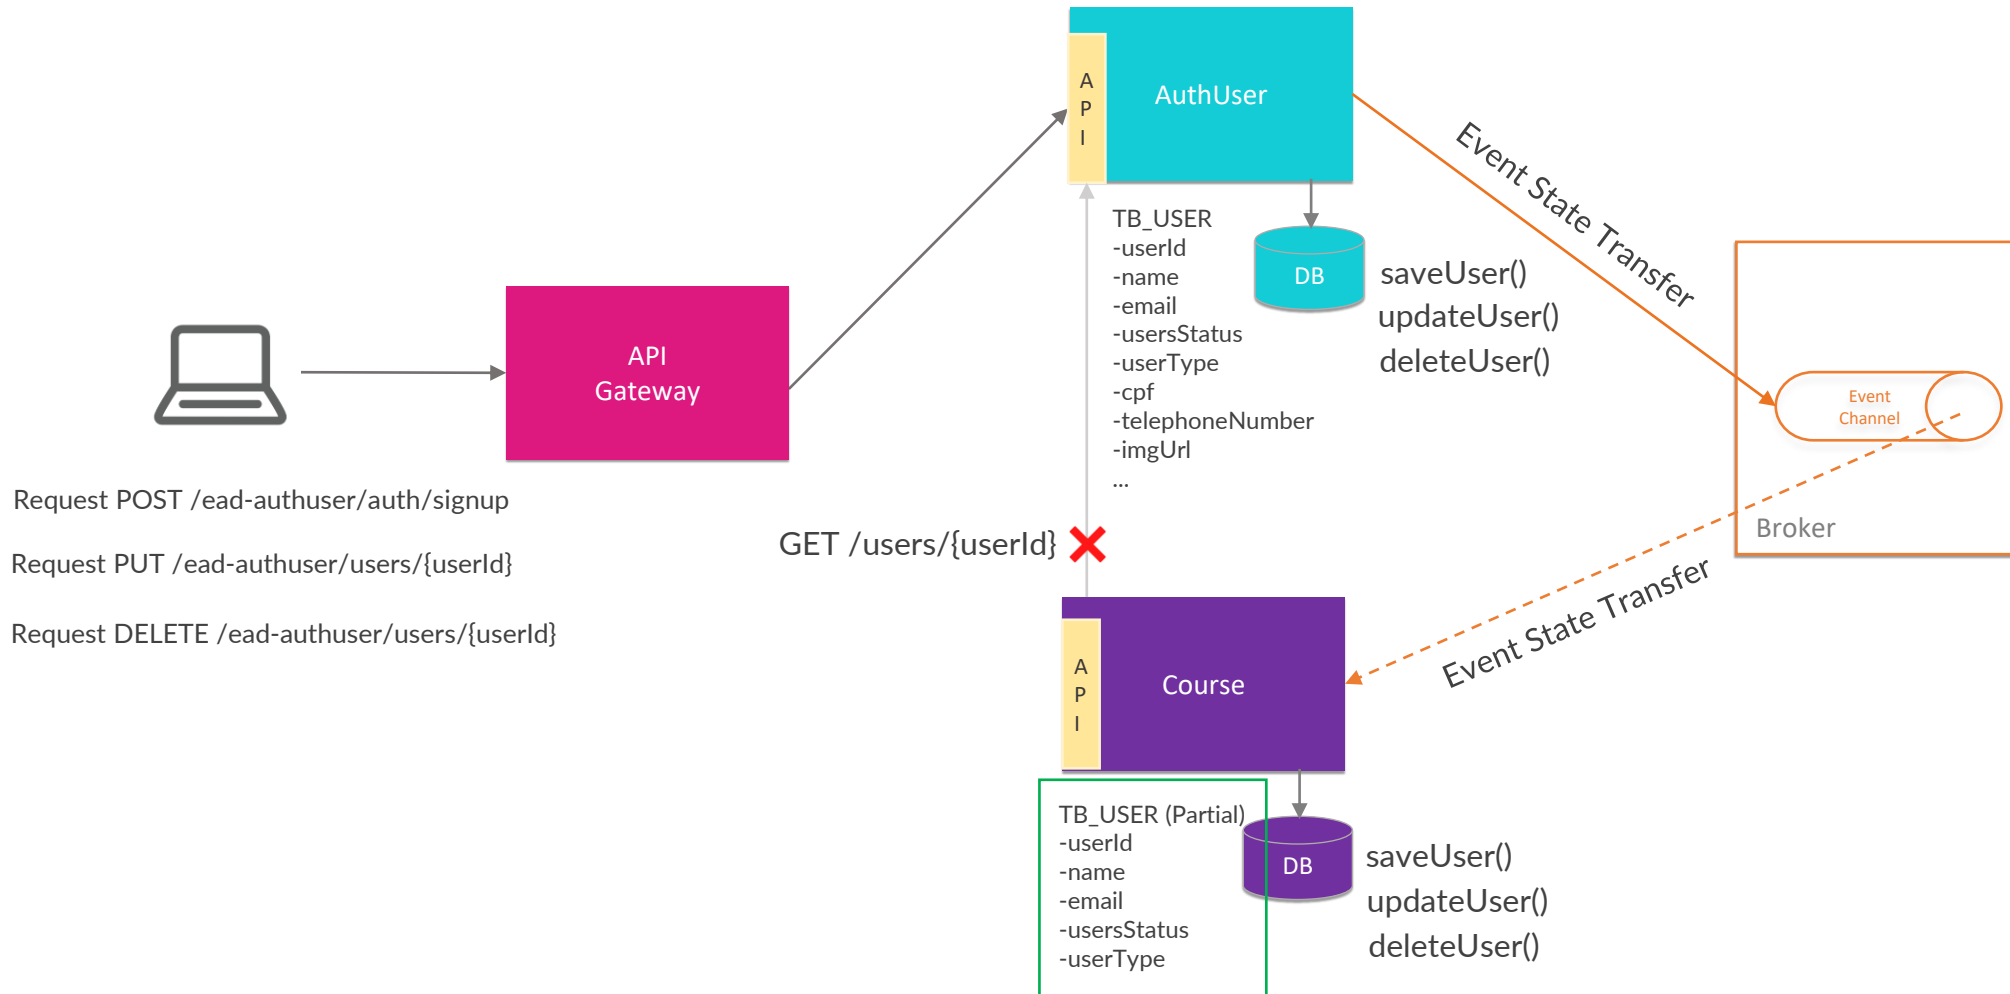 A
P
I
AuthUser
Event State Transfer
TB_USER
-userId
-name
-email
-usersStatus
-userType
-cpf
-telephoneNumber
-imgUrl
...
DB
saveUser()
updateUser()
deleteUser()
API
Gateway
Event
Channel
Broker
Request POST /ead-authuser/auth/signup
Request PUT /ead-authuser/users/{userId}
Request DELETE /ead-authuser/users/{userId}
GET /users/{userId}
Event State Transfer
A
P
I
Course
TB_USER (Partial)
-userId
-name
-email
-usersStatus
-userType
DB
saveUser()
updateUser()
deleteUser()